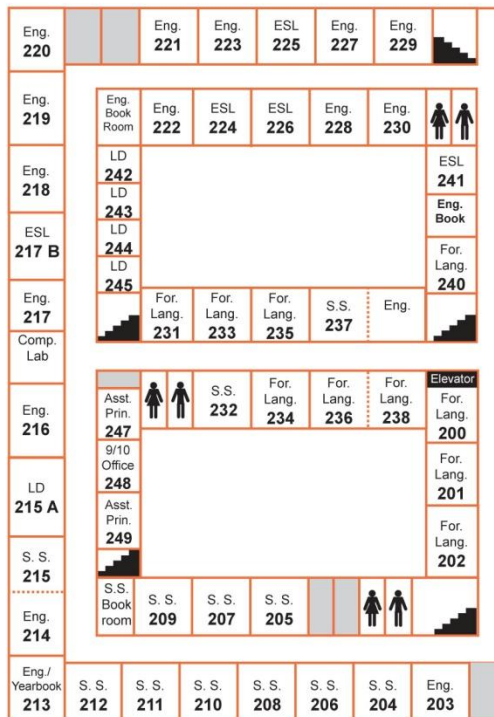 Eng.
220
Eng.
221
Eng.
223
ESL
225
Eng.
227
Eng.
229
Eng.
219
Eng.
218
ESL
217 B
Eng.
217
Comp.
Lab
Eng.
216
LD
215 A
S. S.
215
Eng.
214
Eng./
Yearbook
213
Eng.
Book
Room
Eng.
222
ESL
224
ESL
226
Eng.
228
Eng.
230
LD
242
LD
243
LD
244
LD
245
ESL
241
Eng.
Book
For.
Lang.
240
For.
Lang.
231
For.
Lang.
233
For.
Lang.
235
S.S.
237
Eng.
Asst.
Prin.
247
9/10
Office
248
Asst.
Prin.
249
S.S.
232
For.
Lang.
234
For.
Lang.
236
For.
Lang.
238
Elevator
For.
Lang.
200
For.
Lang.
201
For.
Lang.
202
S.S.
Book
room
S. S.
209
S. S.
207
S. S.
205
S. S.
212
S. S.
211
S. S.
210
S. S.
208
S. S.
206
S. S.
204
Eng.
203